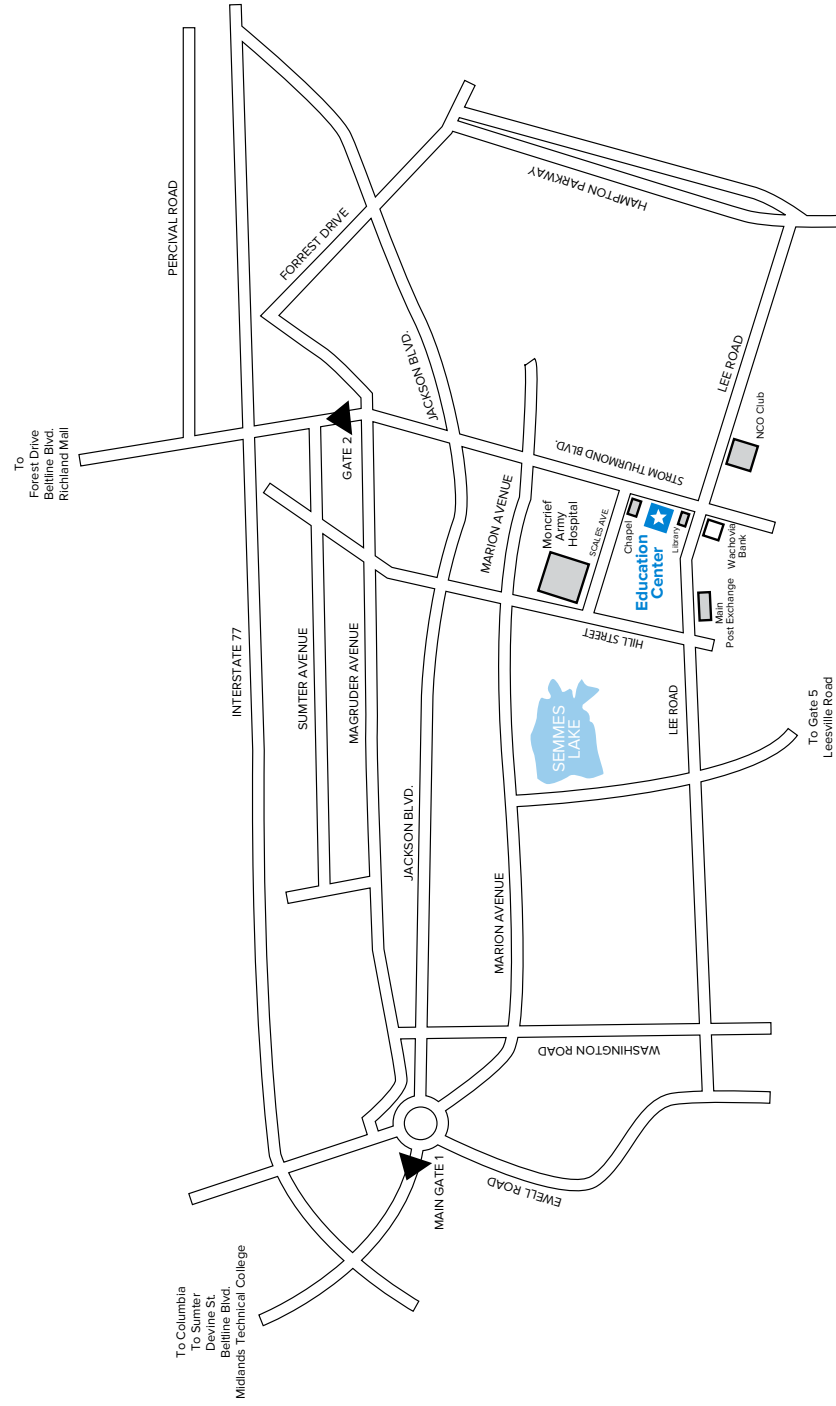 To
Forest Drive
Beltline Blvd.
Richland Mall
PERCIVAL ROAD
FORREST DRIVE
HAMPTON PARKWAY
JACKSON BLVD.
LEE ROAD
NCO Club
GATE 2
STROM THURMOND BLVD.
MARION AVENUE
Moncrief
Army
Hospital
SCALES AVE
Chapel
Education
Center
Library
Wachovia
Bank
Main
Post Exchange
HILL STREET
INTERSTATE 77
SUMTER AVENUE
MAGRUDER AVENUE
SEMMES
LAKE
LEE ROAD
To Gate 5
Leesville Road
JACKSON BLVD.
MARION AVENUE
WASHINGTON ROAD
MAIN GATE 1
EWELL ROAD
To Columbia
To Sumter
Devine St.
Beltline Blvd.
Midlands Technical College